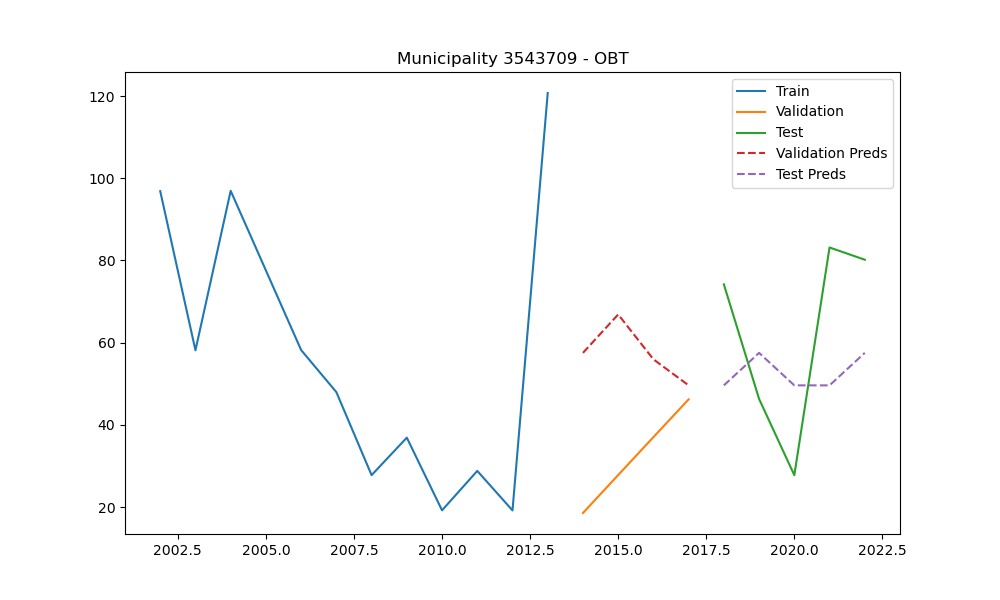 Municipality 3543709 - OBT
Train
Validation
Test
Validation Preds
Test Preds
120
100
80
60
40
20
2002.5 2005.0 2007.5 2010.0 2012.5 2015.0 2017.5 2020.0 2022.5